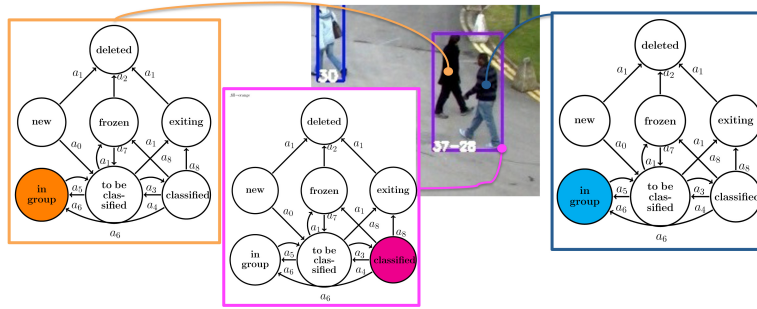 deleted
a1
a2
a1
new
frozen
exiting
a0
a1
a7
a1
a8
in
group
a5
a6
to be
clas-
sified
a3
a4
classified
a8
a6
30
37-28
deleted
a1
a2
a1
new
frozen
exiting
a0
a1
a7
a1
a8
a8
in
group
a5
a6
to be
clas-
sified
a3
a4
classified
a6
deleted
a1
a2
a1
new
frozen
exiting
a0
a1
a7
a1
a8
a8
in
group
a5
a6
to be
clas-
sified
a3
a4
classified
a6